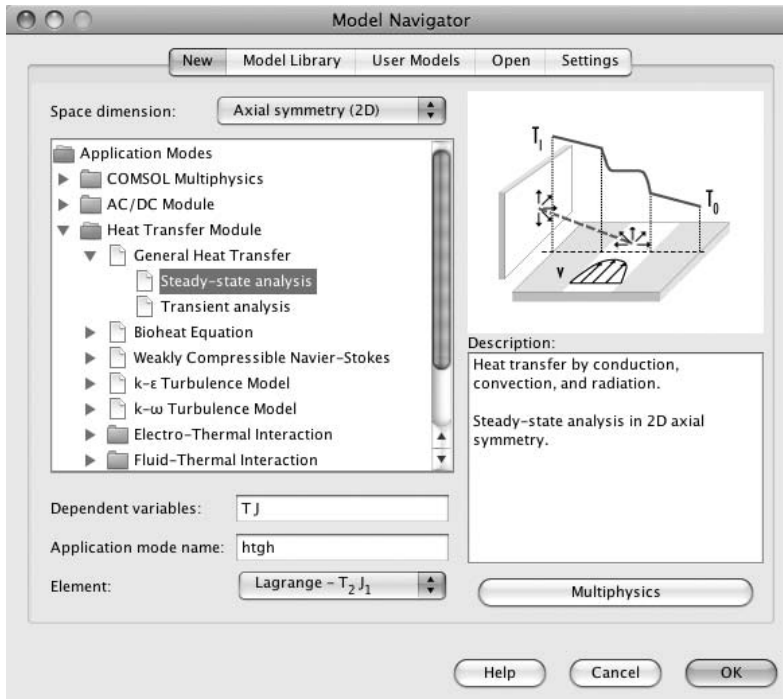 Model Navigator
New Model Library User Models Open Settings
Space dimension: Axial symmetry (2D)
Application Modes
COMSOL Multiphysics
AC/DC Module
Heat Transfer Module
General Heat Transfer
Steady-state analysis
Transient analysis
Bioheat Equation
Weakly Compressible Navier-Stokes
k-ε Turbulence Model
k-ω Turbulence Model
Electro-Thermal Interaction
Fluid-Thermal Interaction
Dependent variables: T J
Application mode name: htgh
Element: Lagrange - T₂ J₁
T₁
T₀
v
Description:
Heat transfer by conduction,
convection, and radiation.
Steady-state analysis in 2D axial
symmetry.
Multiphysics
Help Cancel OK